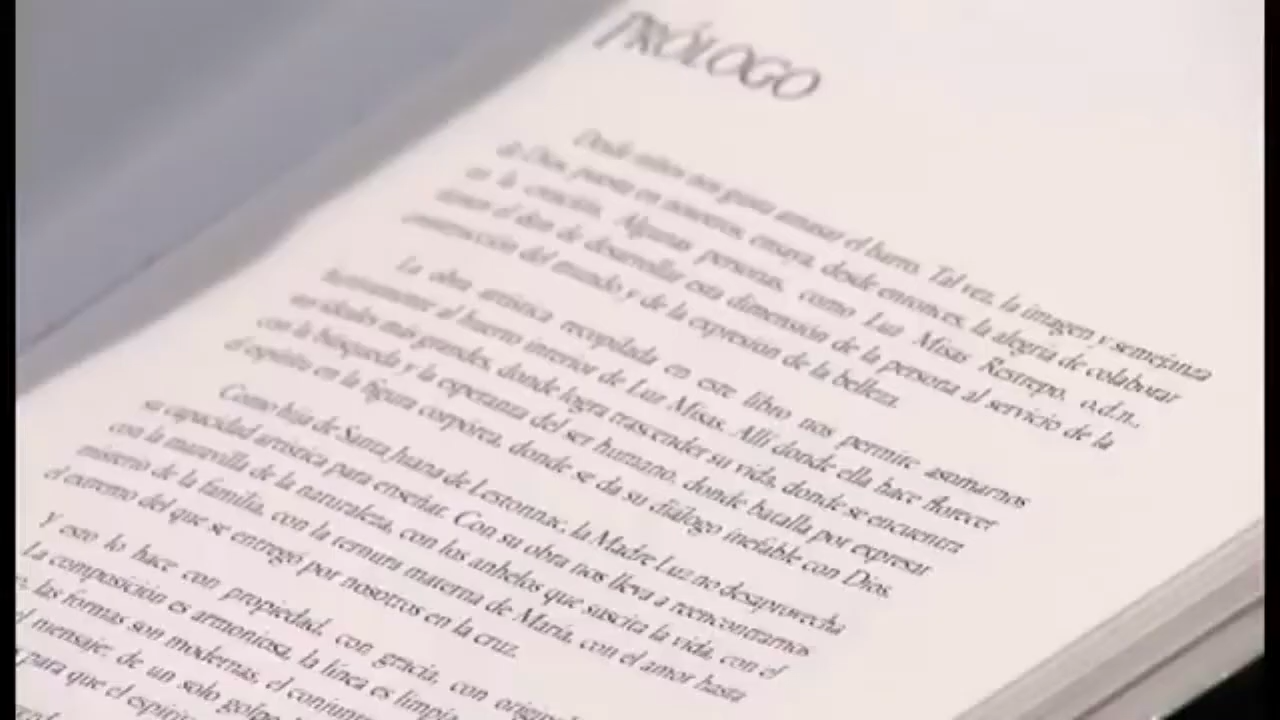 PRÓLOGO
Desde niños nos gusta amasar el barro. Tal vez, la imagen y semejanza
de Dios, puesta en nosotros, ensaya, desde entonces, la alegría de colaborar
en la creación. Algunas personas, como Luz Misas Restrepo, o.d.n.,
tienen el don de desarrollar esta dimensión de la persona al servicio de la
construcción del mundo y de la expresión de la belleza.
La obra artística recopilada en este libro nos permite asomarnos
al huerto interior de Luz Misas. Allí donde ella hace florecer
sus ideales más grandes, donde logra trascender su vida, donde se encuentra
con la búsqueda y la esperanza del ser humano, donde batalla por expresar
el espíritu en la figura corporea, donde se da su diálogo inefable con Dios.
Como hija de Santa Juana de Lestonnac, la Madre Luz no desaprovecha
su capacidad artística para enseñar. Con su obra nos lleva a reencontrarnos
con la maravilla de la naturaleza, con los anhelos que suscita la vida, con el
misterio de la familia, con la ternura materna de María, con el amor hasta
el extremo del que se entregó por nosotros en la cruz.
Y esto lo hace con propiedad, con gracia, con
La composición es armoniosa, la línea es limpia
las formas son modernas, el
mensaje: de un solo
para que el